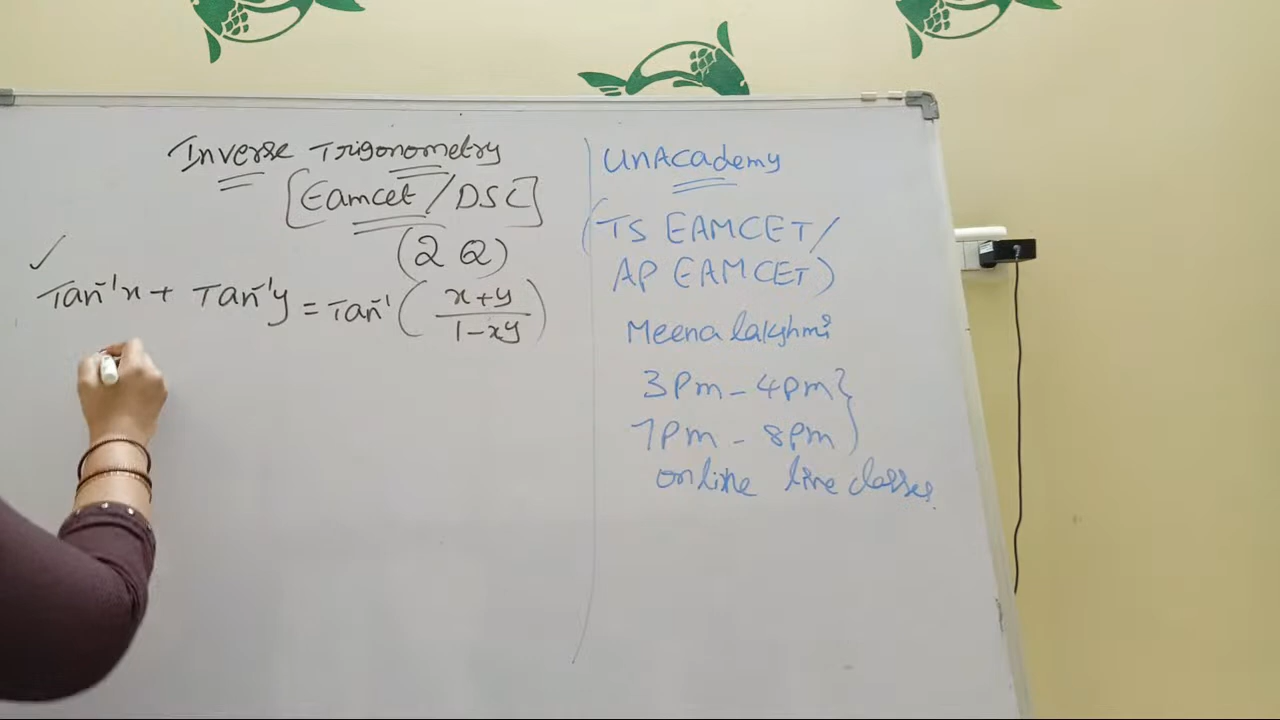 Inverse Trigonometry
[Eamcet/DSC]
(2 Q)
Tan⁻¹x + Tan⁻¹y = Tan⁻¹(x+y/1-xy)
UnAcademy
(TS EAMCET/
AP EAMCET)
Meena lakshmi
3Pm - 4pm}
7pm - 8pm)
online line classes